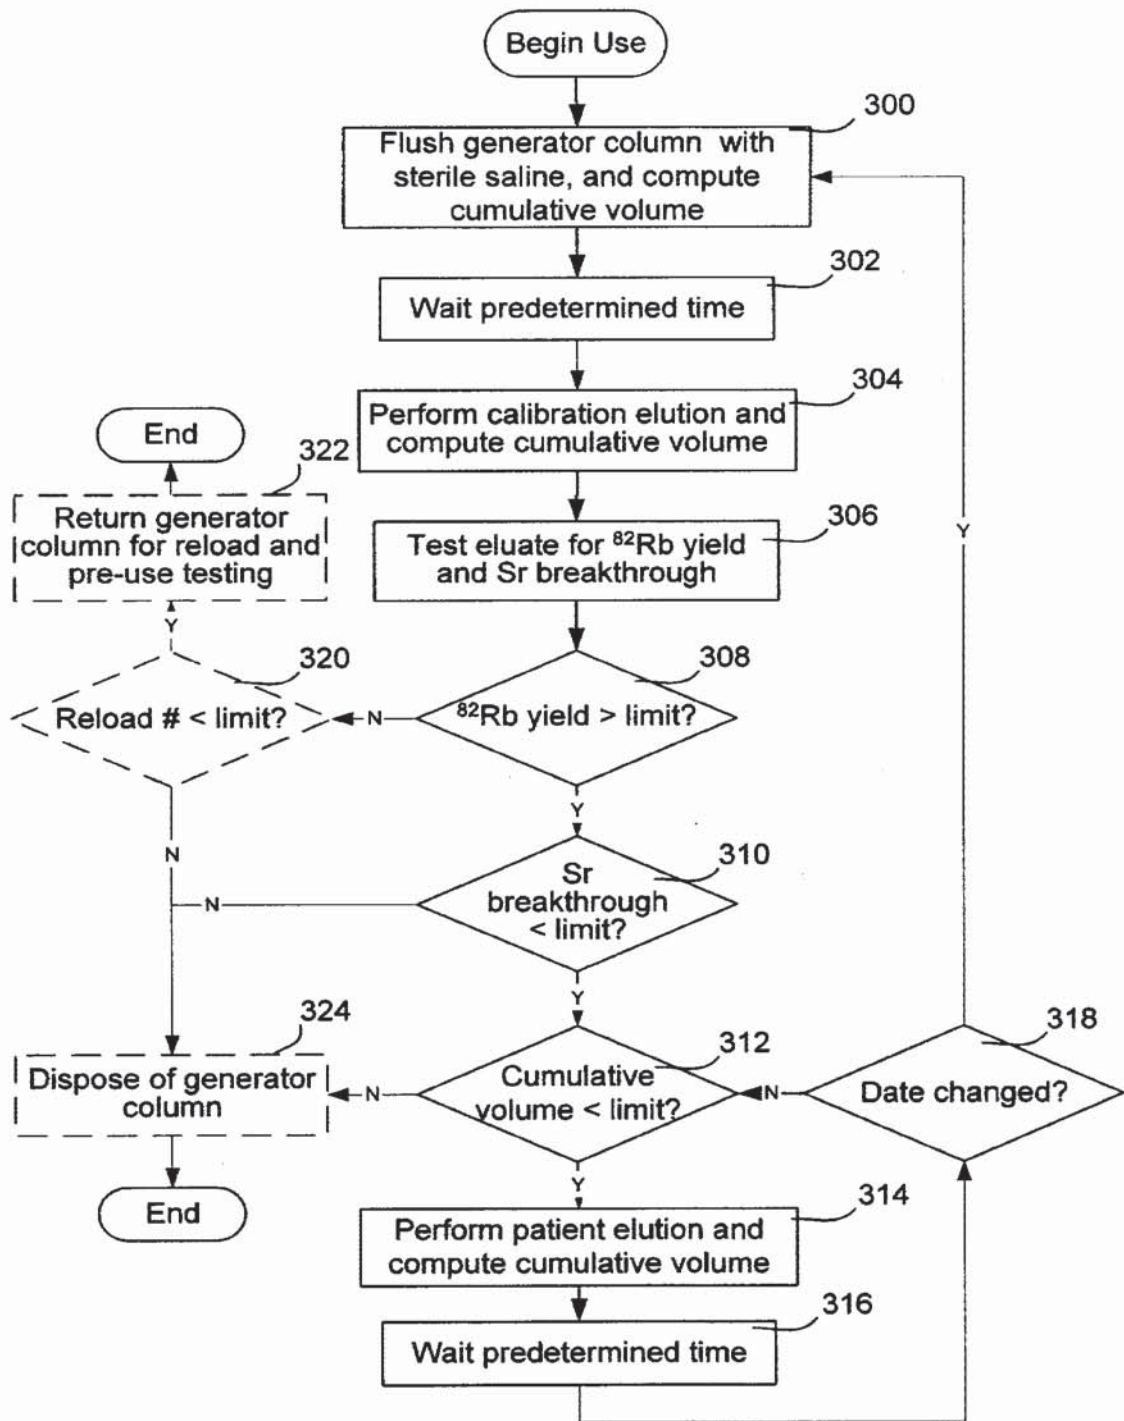 Begin Use
300
Flush generator column with
sterile saline, and compute
cumulative volume
302
Wait predetermined time
304
Perform calibration elution and
compute cumulative volume
End
322
Return generator
column for reload and
pre-use testing
306
Test eluate for ⁸²Rb yield
and Sr breakthrough
Y
Y
320
Reload # < limit?
N
308
⁸²Rb yield > limit?
Y
N
N
310
Sr
breakthrough
< limit?
Y
324
Dispose of generator
column
N
312
Cumulative
volume < limit?
N
318
Date changed?
End
Y
314
Perform patient elution and
compute cumulative volume
316
Wait predetermined time